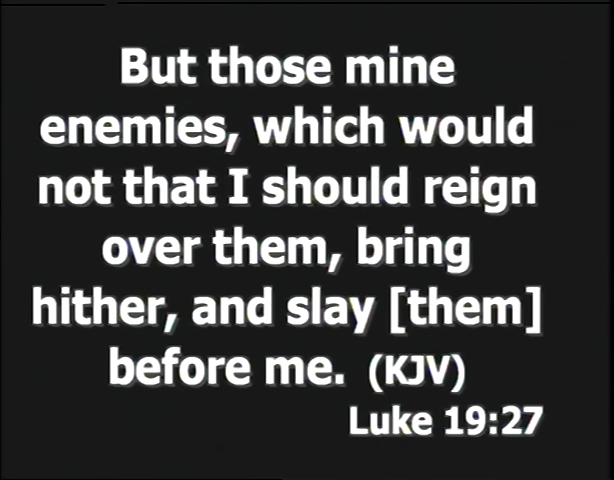 But those mine
enemies, which would
not that I should reign
over them, bring
hither, and slay [them]
before me. (KJV)
Luke 19:27